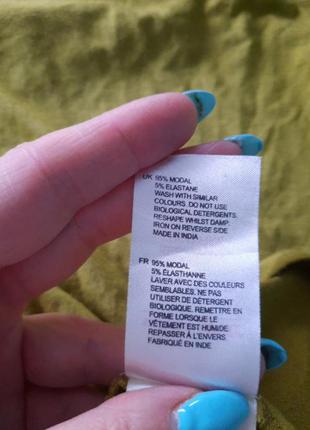 UK 95% MODAL
5% ELASTANE
WASH WITH SIMILAR
COLOURS. DO NOT USE
BIOLOGICAL DETERGENTS.
RESHAPE WHILST DAMP.
IRON ON REVERSE SIDE
MADE IN INDIA
FR 95% MODAL
5% ÉLASTHANNE
LAVER AVEC DES COULEURS
SEMBLABLES. NE PAS
UTILISER DE DÉTERGENT
BIOLOGIQUE. REMETTRE EN
FORME LORSQUE LE
VÊTEMENT EST HUMIDE.
REPASSER À L'ENVERS.
FABRIQUÉ EN INDE